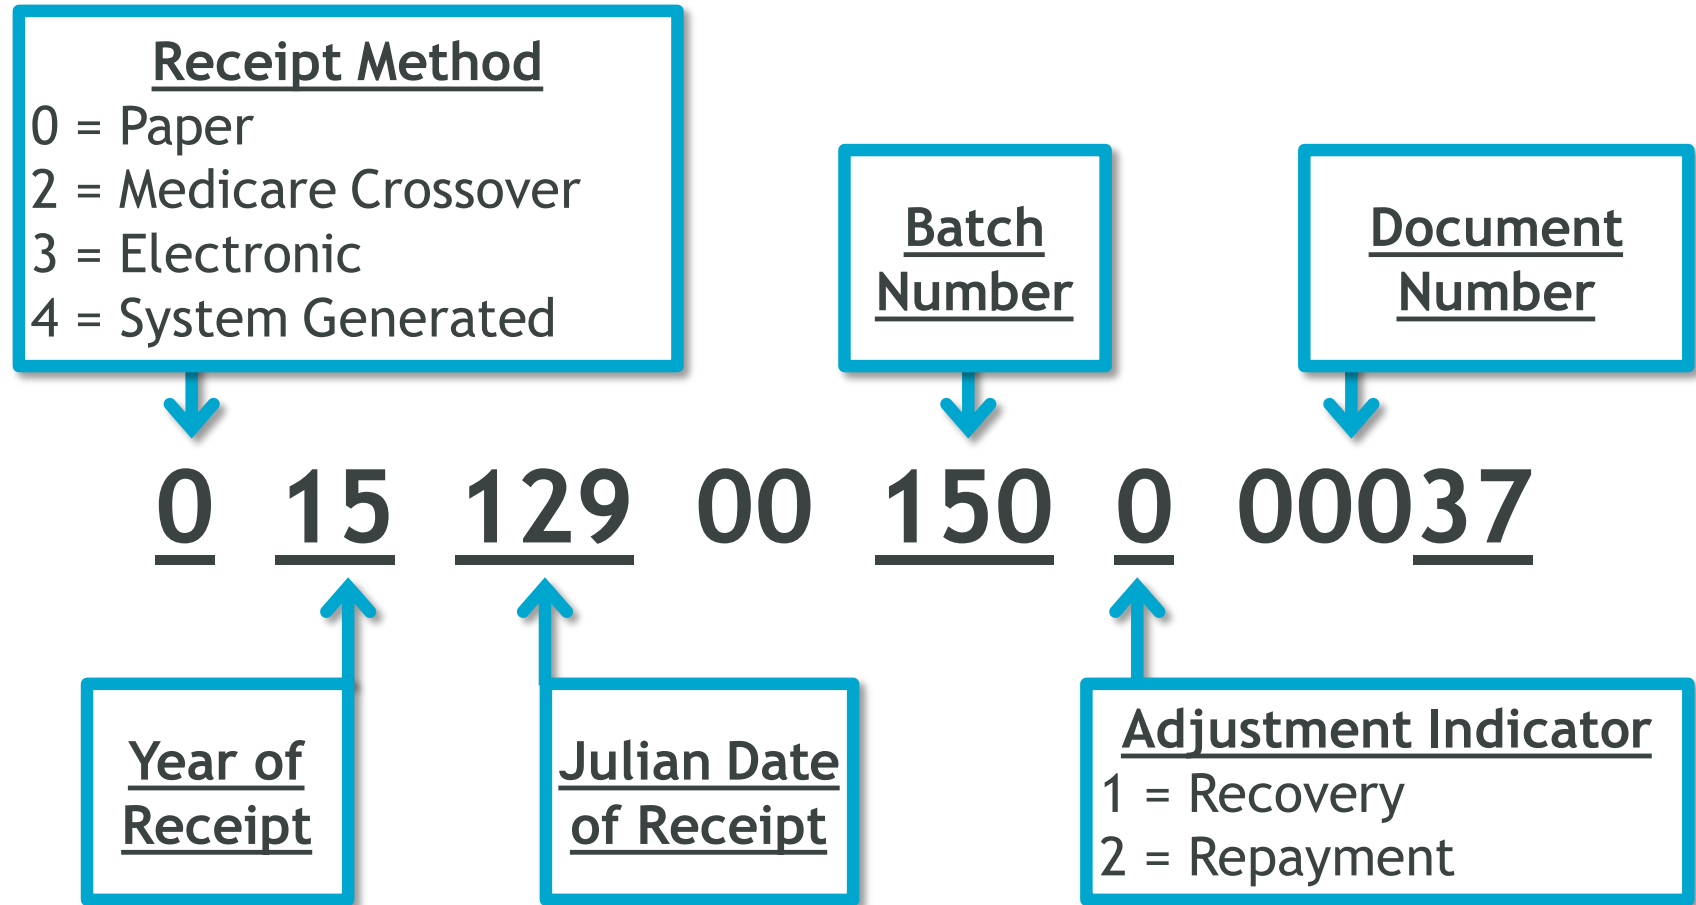 Receipt Method
0 = Paper
2 = Medicare Crossover
3 = Electronic
4 = System Generated
Batch
Number
Document
Number
0 15 129 00 150 0 00037
Year of
Receipt
Julian Date
of Receipt
Adjustment Indicator
1 = Recovery
2 = Repayment